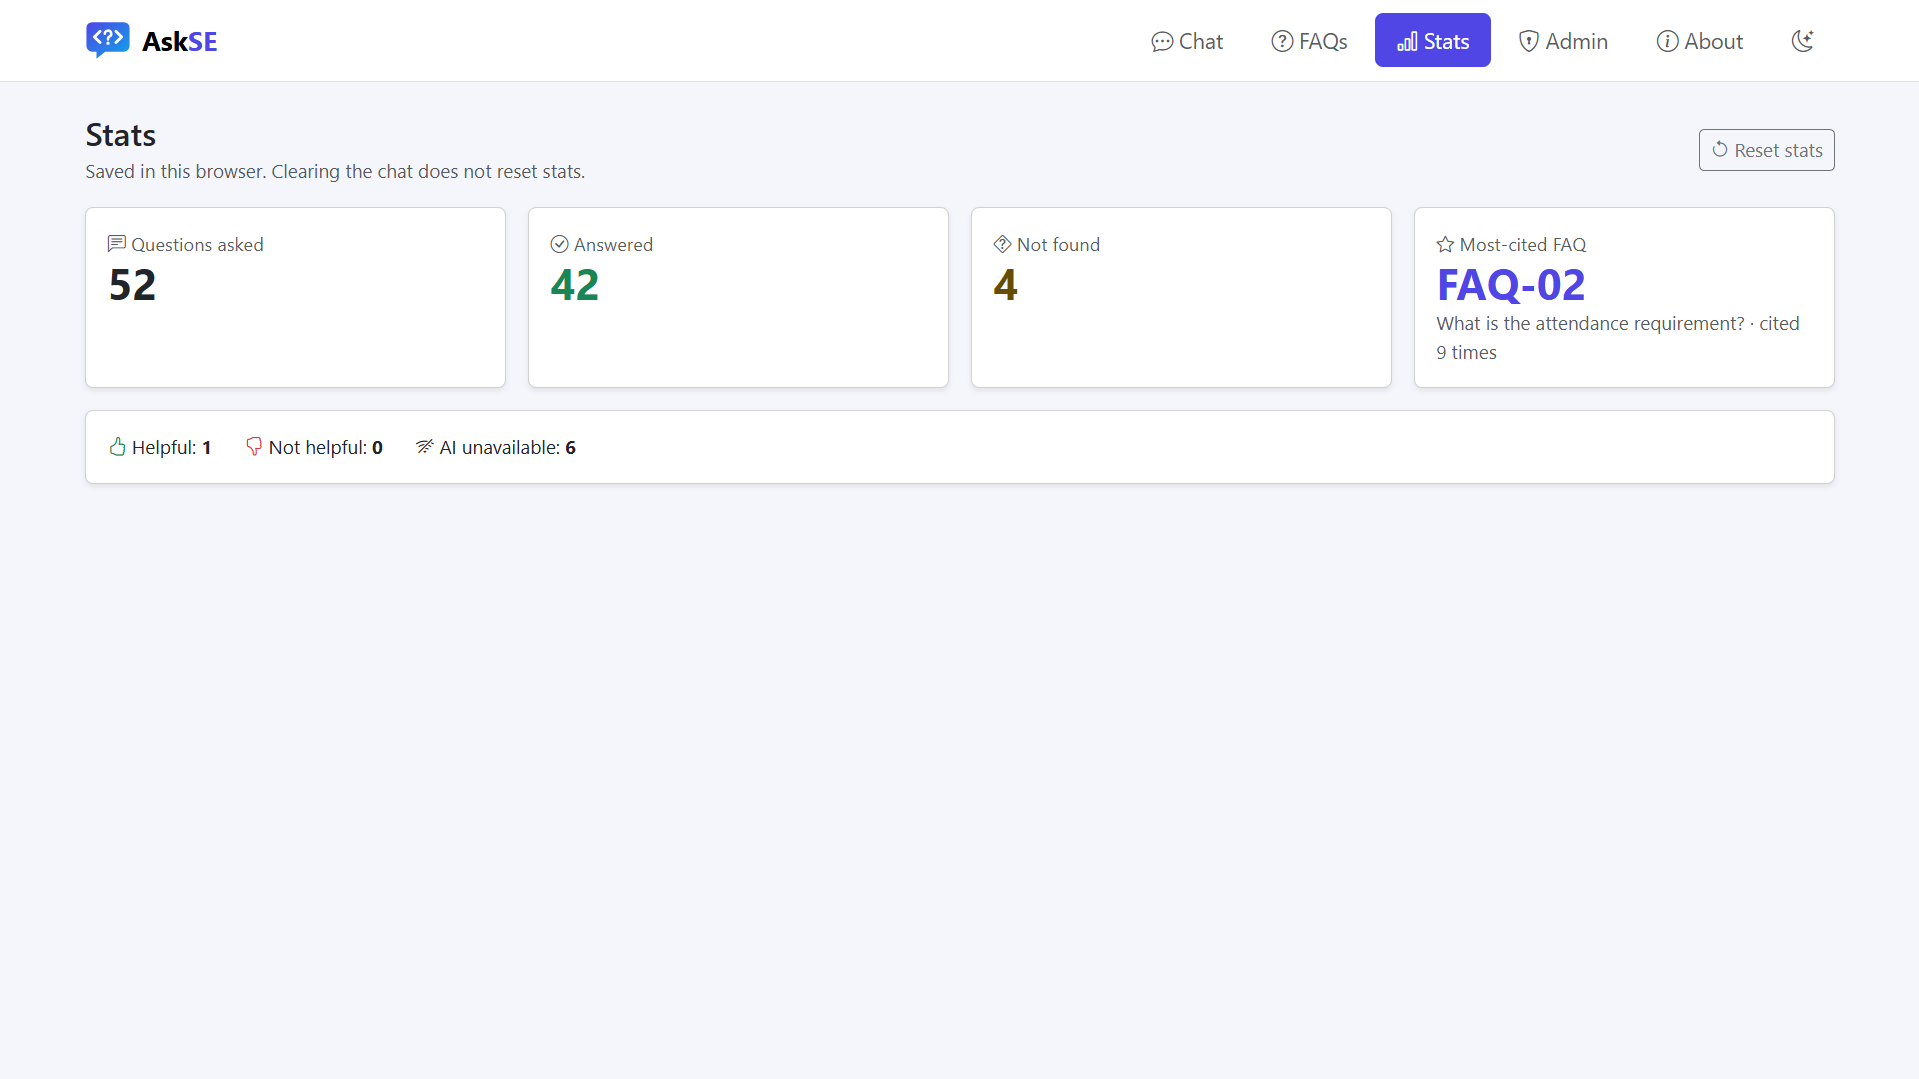 <?> AskSE
Chat
FAQs
Stats
Admin
About
Stats
Saved in this browser. Clearing the chat does not reset stats.
Reset stats
Questions asked
52
Answered
42
Not found
4
Most-cited FAQ
FAQ-02
What is the attendance requirement? · cited
9 times
Helpful: 1
Not helpful: 0
AI unavailable: 6